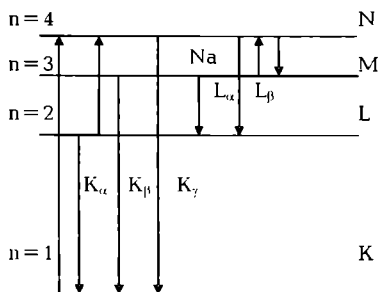 n = 4 N
n = 3 Na M
n = 2 Lα Lβ L
Kα Kβ Kγ
n = 1 K